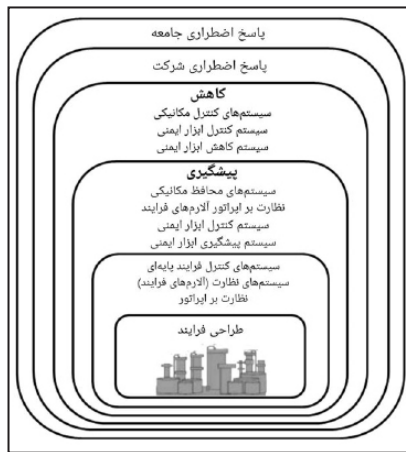 پاسخ اضطراری جامعه
پاسخ اضطراری شرکت
کاهش
سیستم‌های کنترل مکانیکی
سیستم کنترل ابزار ایمنی
سیستم کاهش ابزار ایمنی
پیشگیری
سیستم‌های محافظ مکانیکی
نظارت بر اپراتور آلارم‌های فرایند
سیستم کنترل ابزار ایمنی
سیستم پیشگیری ابزار ایمنی
سیستم‌های کنترل فرایند پایه‌ای
سیستم‌های نظارت (آلارم‌های فرایند)
نظارت بر اپراتور
طراحی فرایند